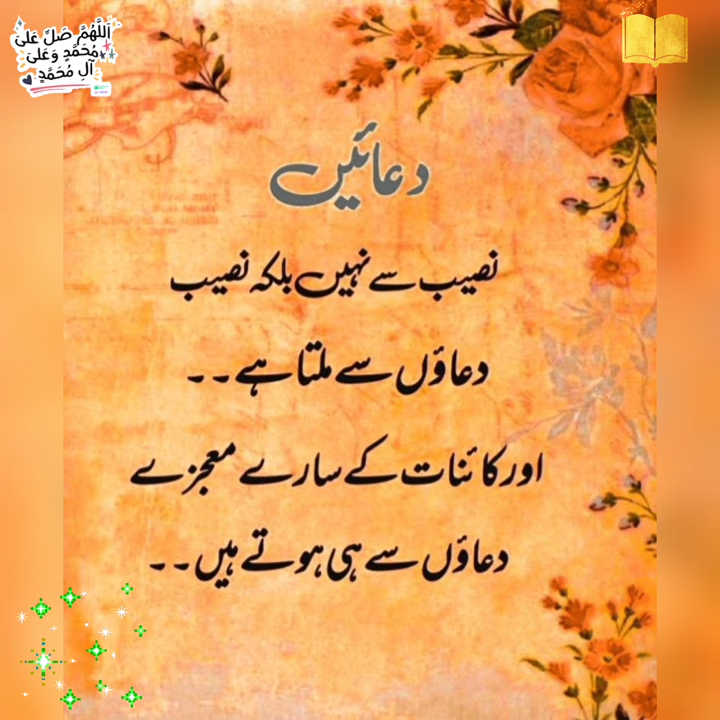 اَللّٰهُمَّ صَلِّ عَلىٰ
مُحَمَّدٍ وَعَلىٰ
آلِ مُحَمَّدٍ
دعائیں
نصیب سے نہیں بلکہ نصیب
دعاؤں سے ملتا ہے۔۔
اور کائنات کے سارے معجزے
دعاؤں سے ہی ہوتے ہیں۔۔